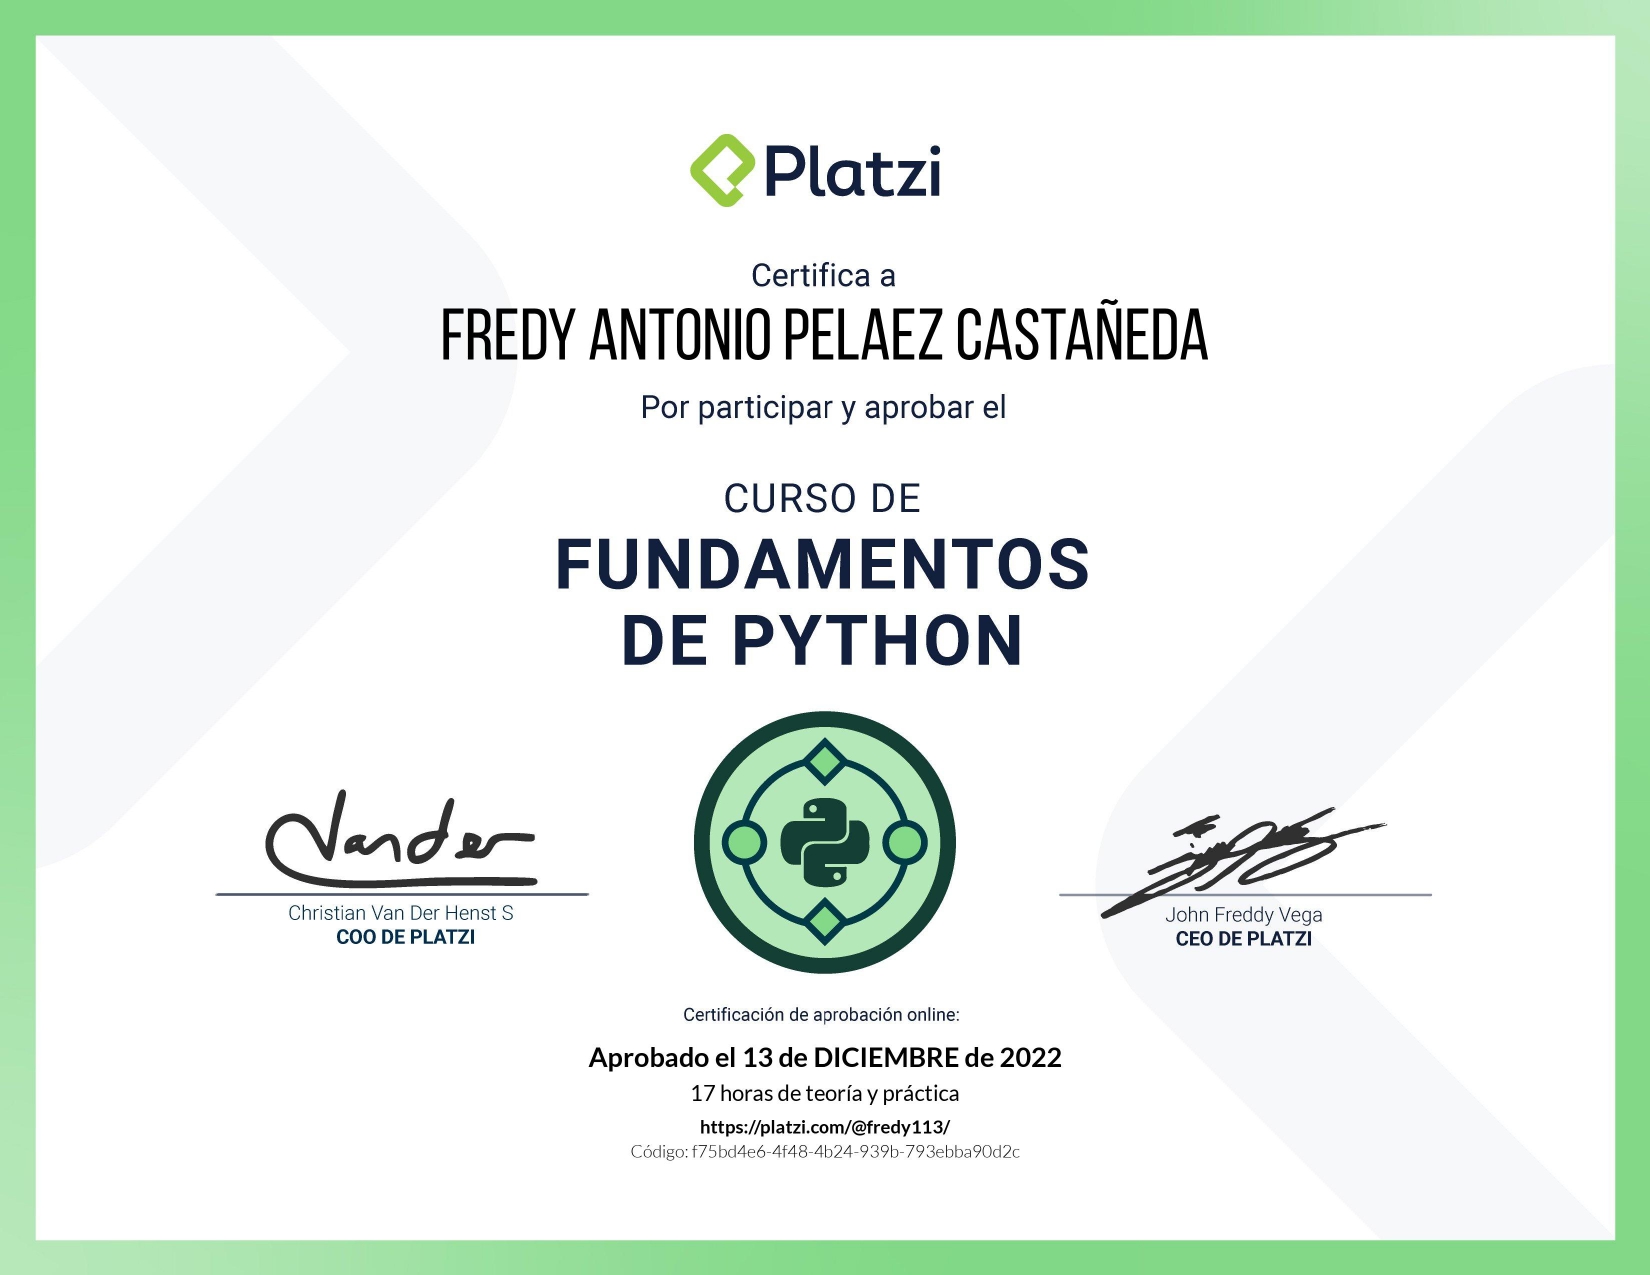 Platzi
Certifica a
FREDY ANTONIO PELAEZ CASTAÑEDA
Por participar y aprobar el
CURSO DE
FUNDAMENTOS
DE PYTHON
Vander
Christian Van Der Henst S
COO DE PLATZI
John Freddy Vega
CEO DE PLATZI
Certificación de aprobación online:
Aprobado el 13 de DICIEMBRE de 2022
17 horas de teoría y práctica
https://platzi.com/@fredy113/
Código: f75bd4e6-4f48-4b24-939b-793ebba90d2c